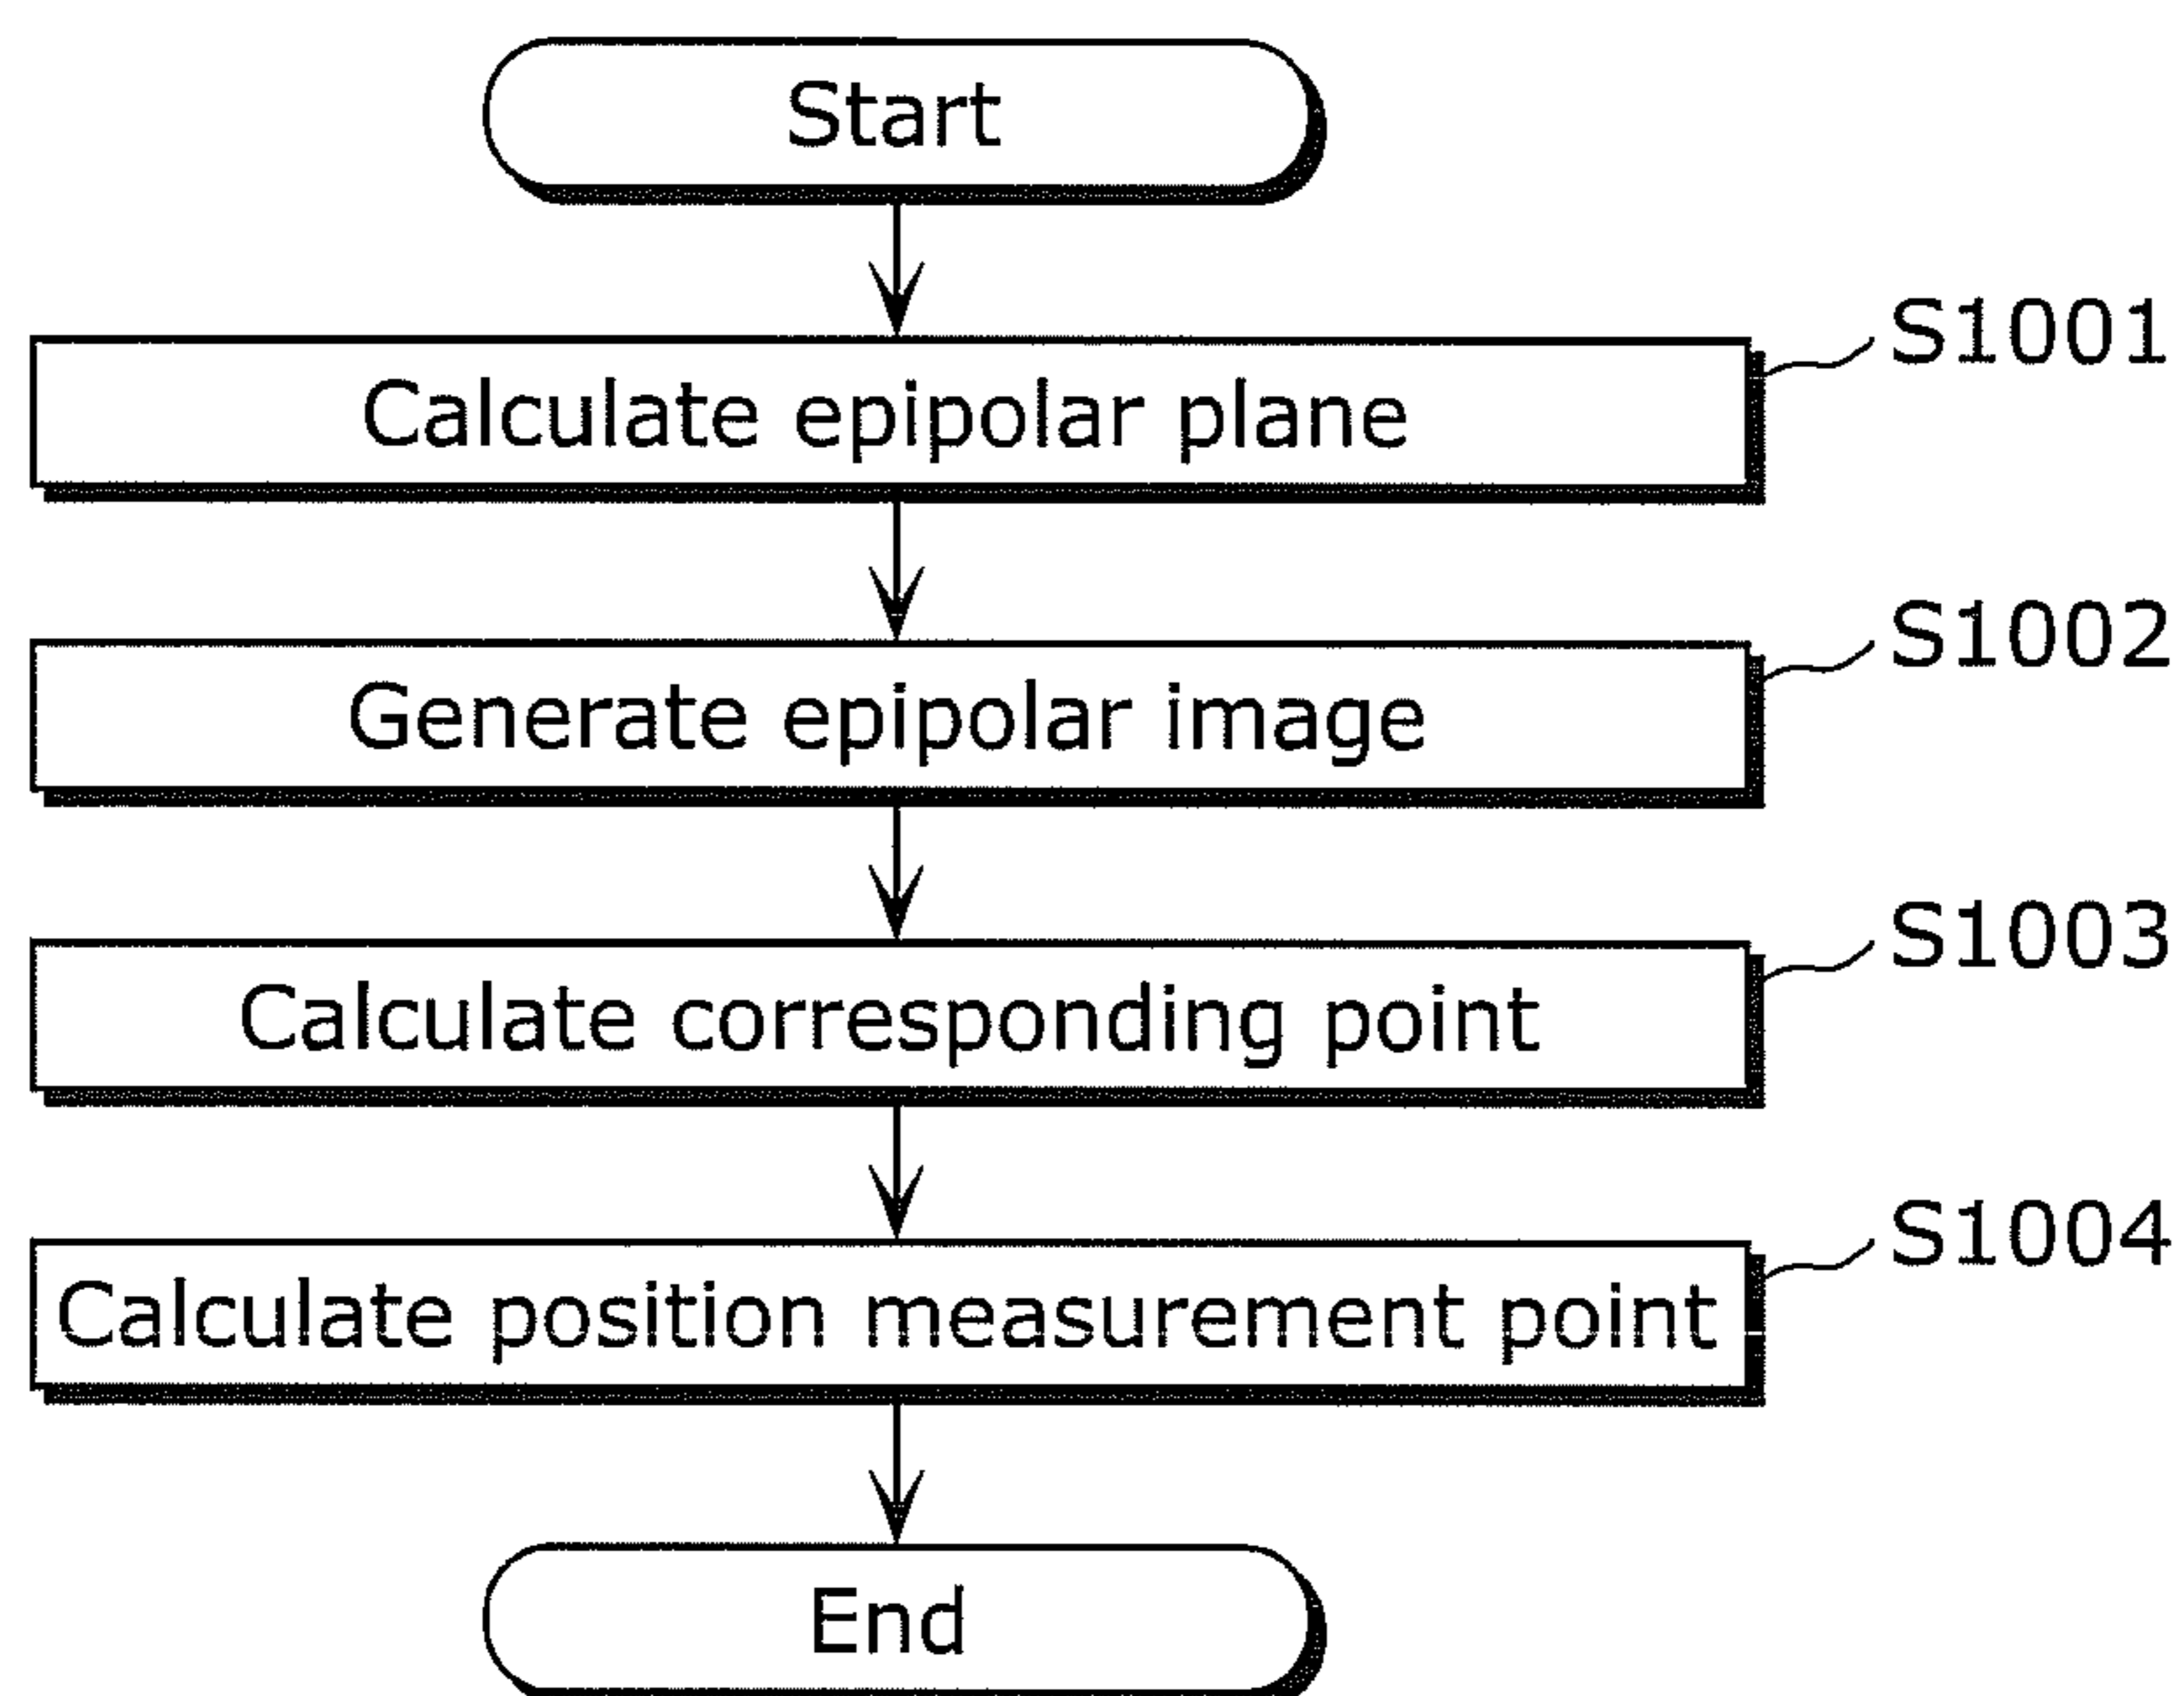 Start
Calculate epipolar plane
S1001
Generate epipolar image
S1002
Calculate corresponding point
S1003
Calculate position measurement point
S1004
End